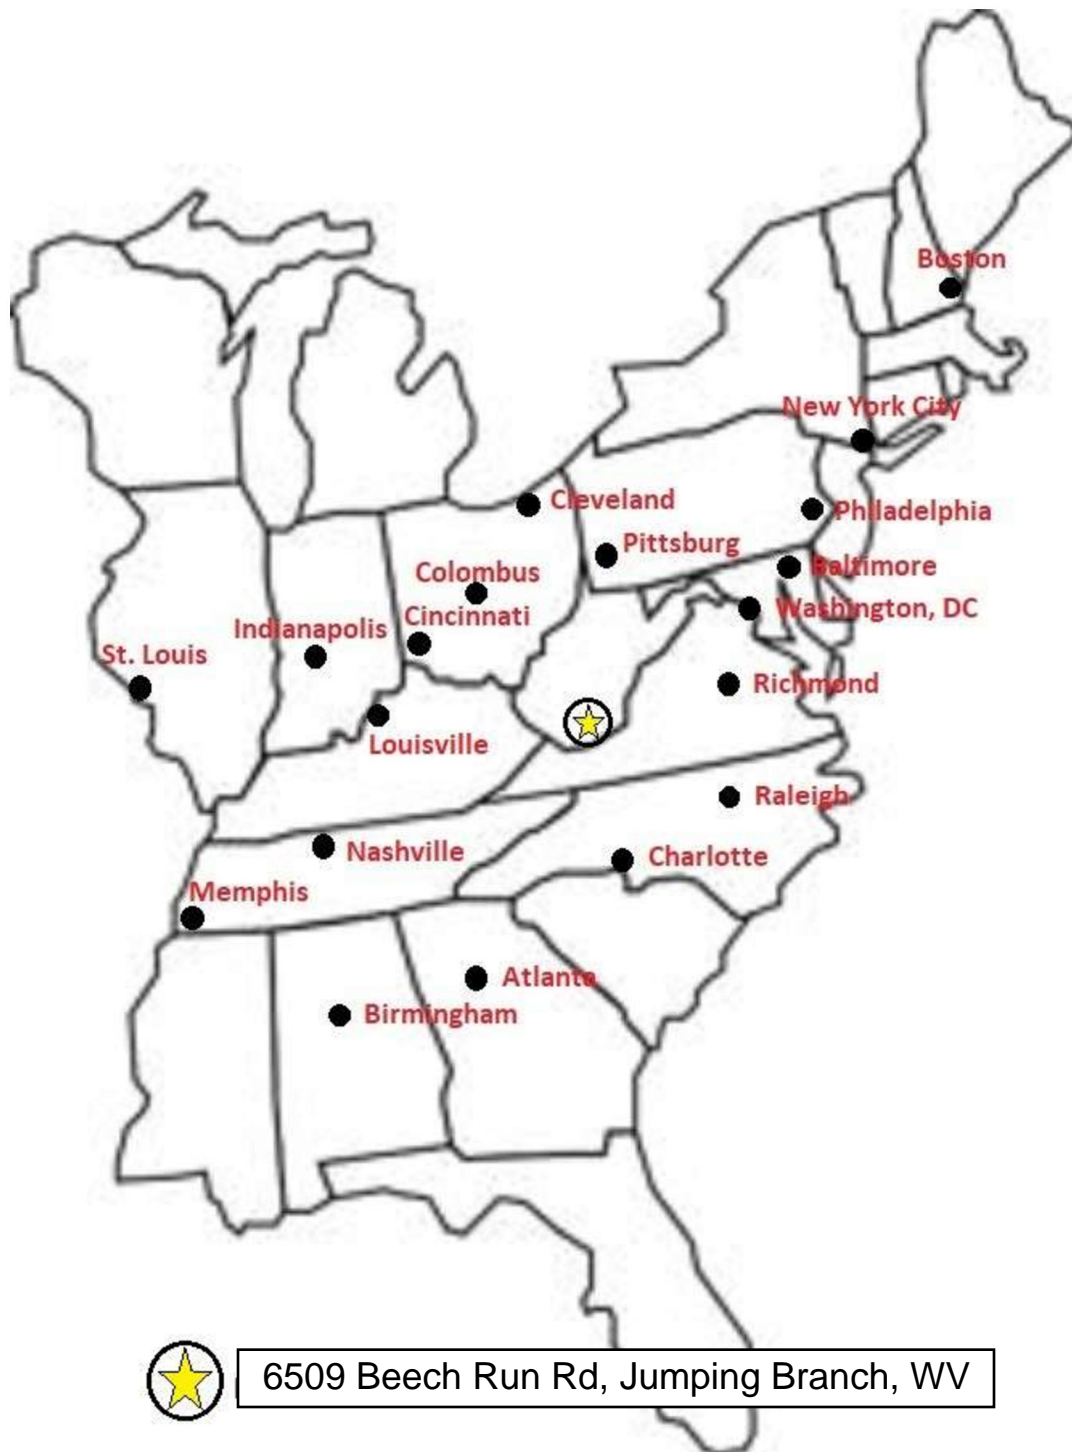 Boston
New York City
Cleveland
Philadelphia
Pittsburg
Baltimore
Colombus
Washington, DC
Cincinnati
Indianapolis
St. Louis
Richmond
Louisville
Raleigh
Nashville
Charlotte
Memphis
Atlanta
Birmingham
6509 Beech Run Rd, Jumping Branch, WV